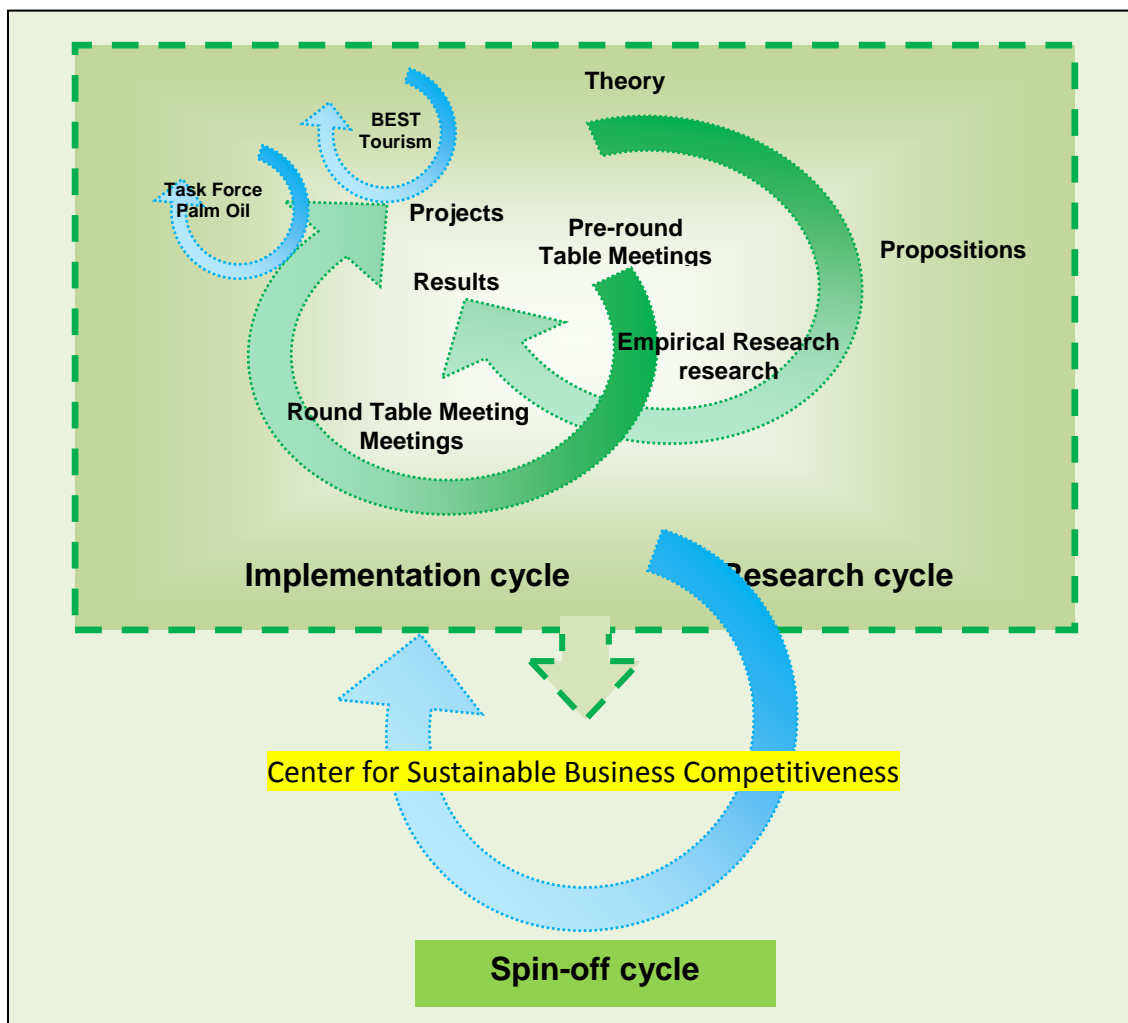 Theory
BEST
Tourism
Task Force
Palm Oil
Projects
Pre-round
Table Meetings
Propositions
Results
Empirical Research
research
Round Table Meeting
Meetings
Implementation cycle
Research cycle
Center for Sustainable Business Competitiveness
Spin-off cycle